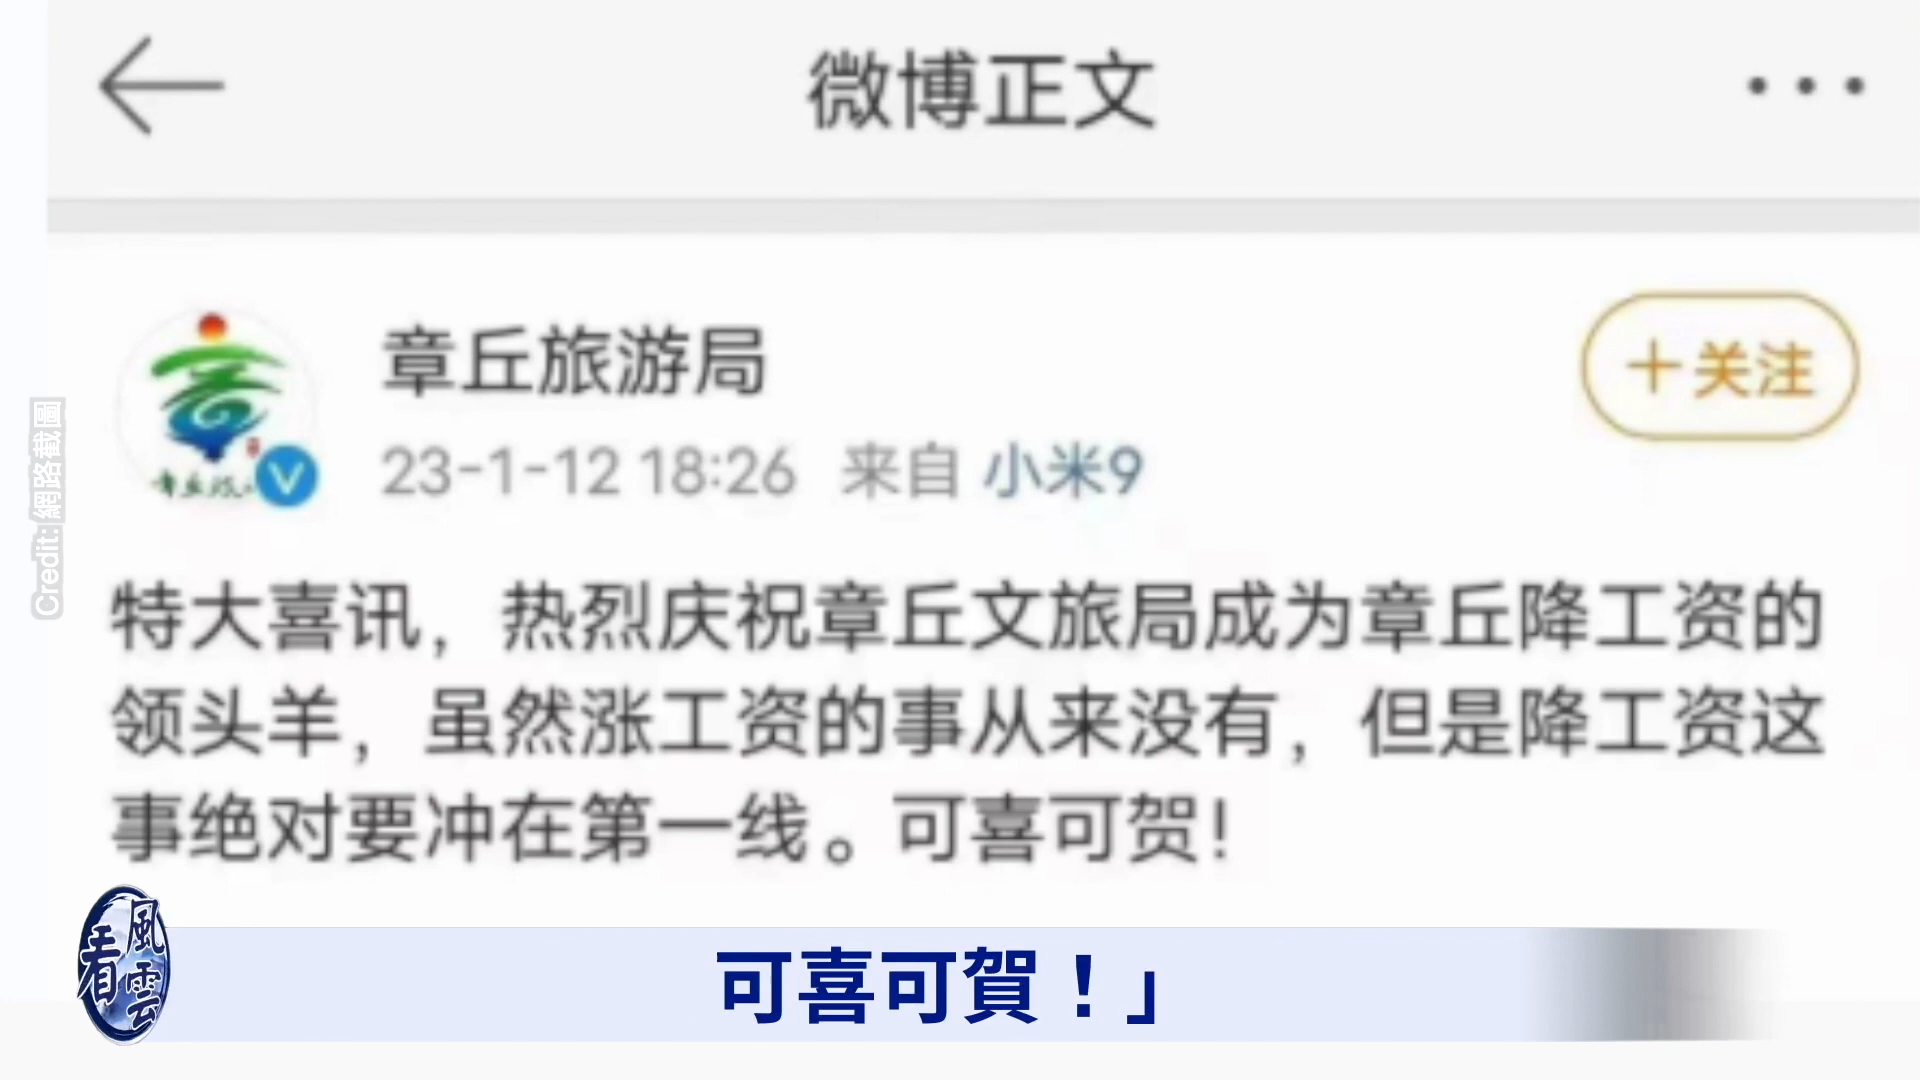 微博正文
章丘旅游局
+关注
23-1-12 18:26 来自 小米9
特大喜讯，热烈庆祝章丘文旅局成为章丘降工资的
领头羊，虽然涨工资的事从来没有，但是降工资这
事绝对要冲在第一线。可喜可贺!
Credit: 網路截圖
風雲
看
可喜可賀！」